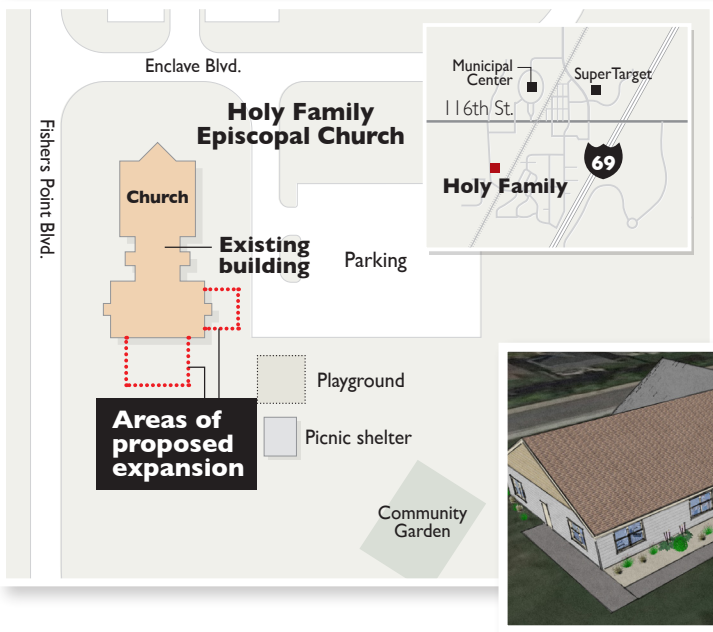 Enclave Blvd.
Fishers Point Blvd.
Holy Family
Episcopal Church
Church
Existing
building
Parking
Areas of
proposed
expansion
Playground
Picnic shelter
Community
Garden
Municipal
Center
SuperTarget
116th St.
69
Holy Family